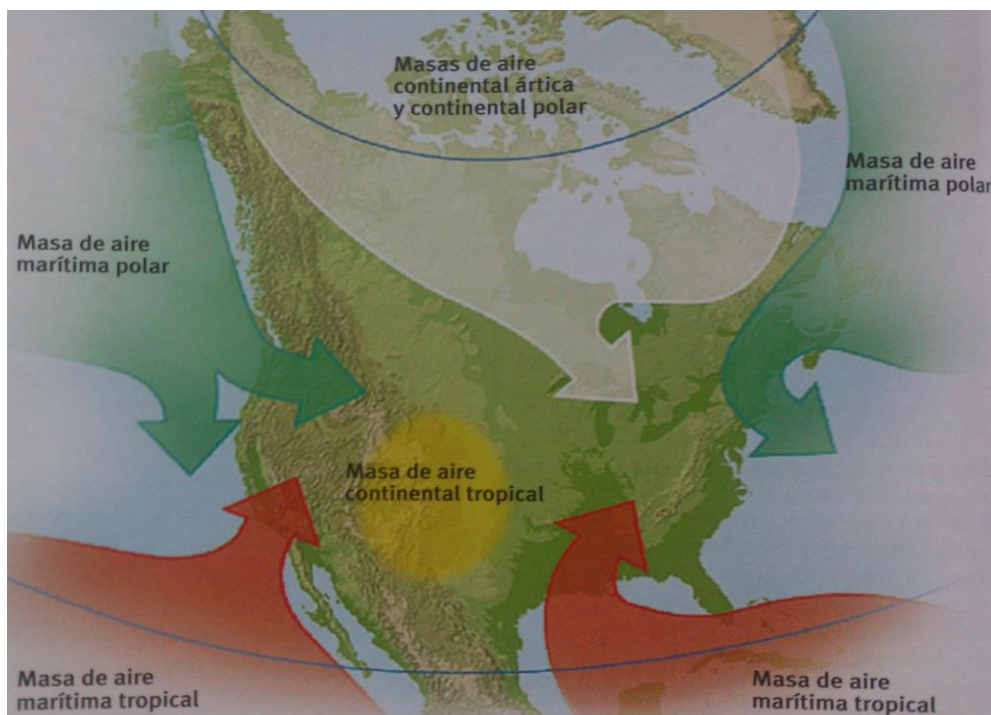 Masas de aire
continental ártica
y continental polar
Masa de aire
marítima polar
Masa de aire
marítima polar
Masa de aire
continental tropical
Masa de aire
marítima tropical
Masa de aire
marítima tropical